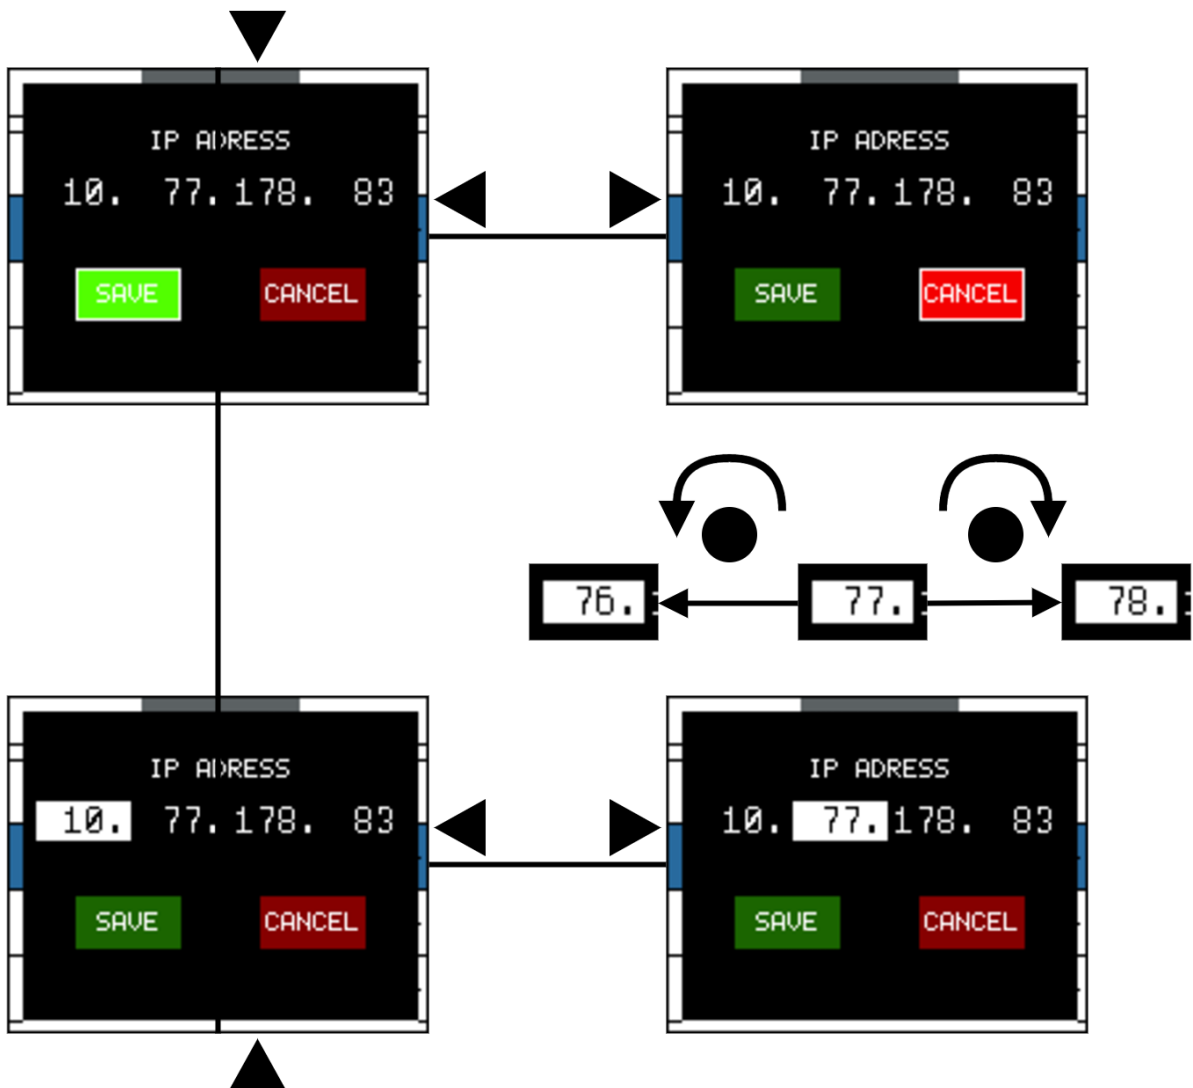 IP ADRESS
10. 77. 178. 83
SAVE CANCEL
IP ADRESS
10. 77. 178. 83
SAVE CANCEL
76. 77. 78.
IP ADRESS
10. 77. 178. 83
SAVE CANCEL
IP ADRESS
10. 77. 178. 83
SAVE CANCEL